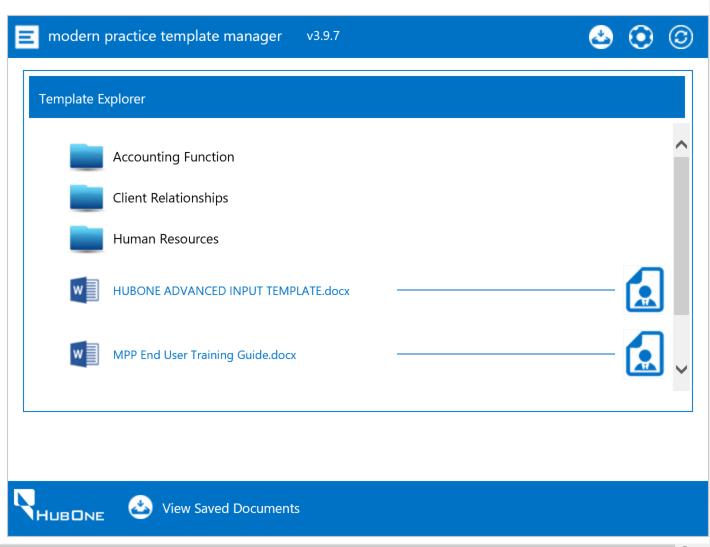 modern practice template manager v3.9.7
Template Explorer
Accounting Function
Client Relationships
Human Resources
W HUBONE ADVANCED INPUT TEMPLATE.docx
W MPP End User Training Guide.docx
HUBONE View Saved Documents